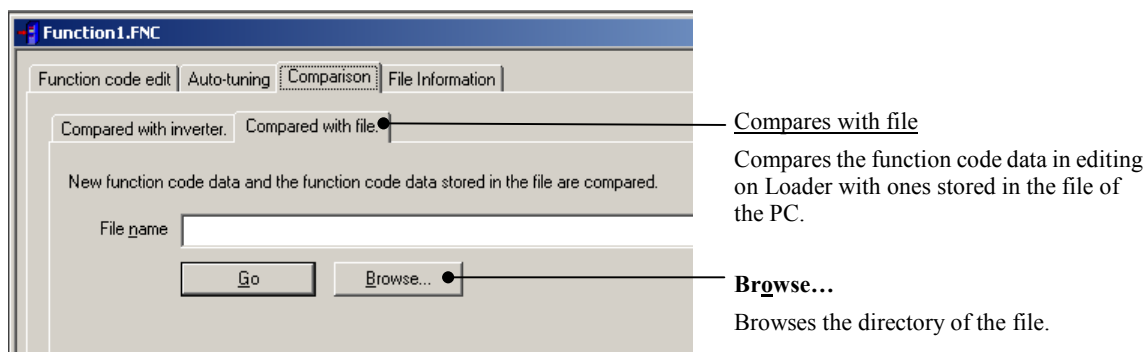 Function1.FNC
Function code edit Auto-tuning Comparison File Information
Compared with inverter. Compared with file.
Compares with file
Compares the function code data in editing
on Loader with ones stored in the file of
the PC.
New function code data and the function code data stored in the file are compared.
File name
Go Browse...
Browse…
Browses the directory of the file.